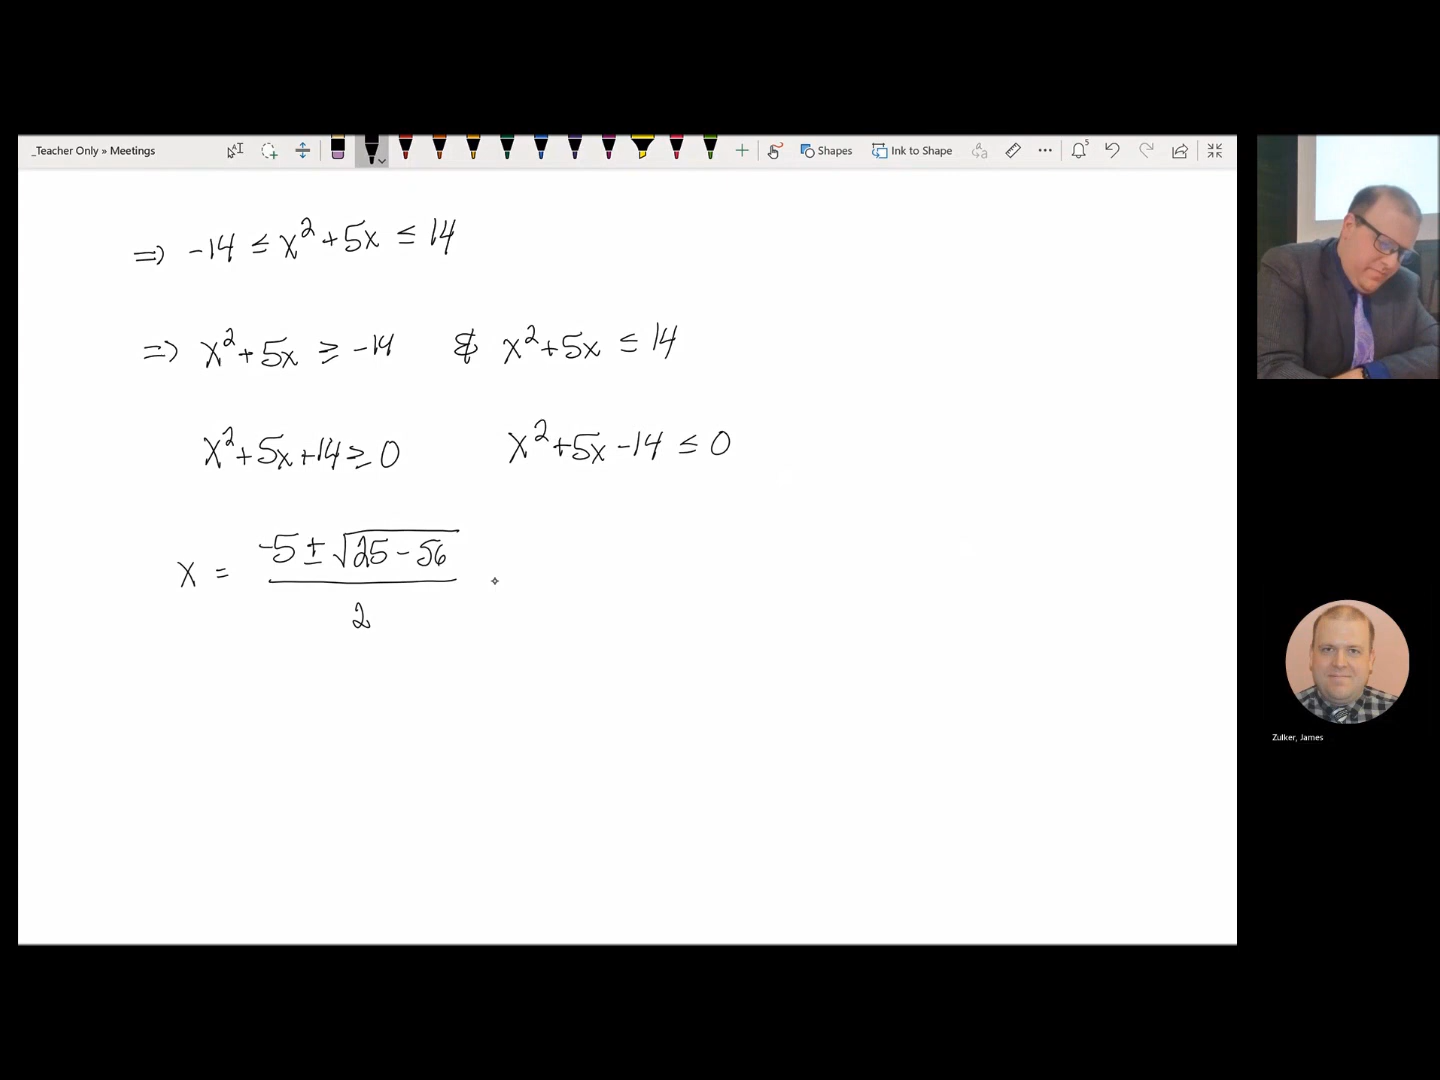 _Teacher Only » Meetings
Shapes
Ink to Shape
⇒ -14 ≤ x² + 5x ≤ 14
⇒ x² + 5x ≥ -14 & x² + 5x ≤ 14
x² + 5x + 14 ≥ 0 x² + 5x - 14 ≤ 0
x = (-5 ± √(25 - 56)) / 2
Zulker, James